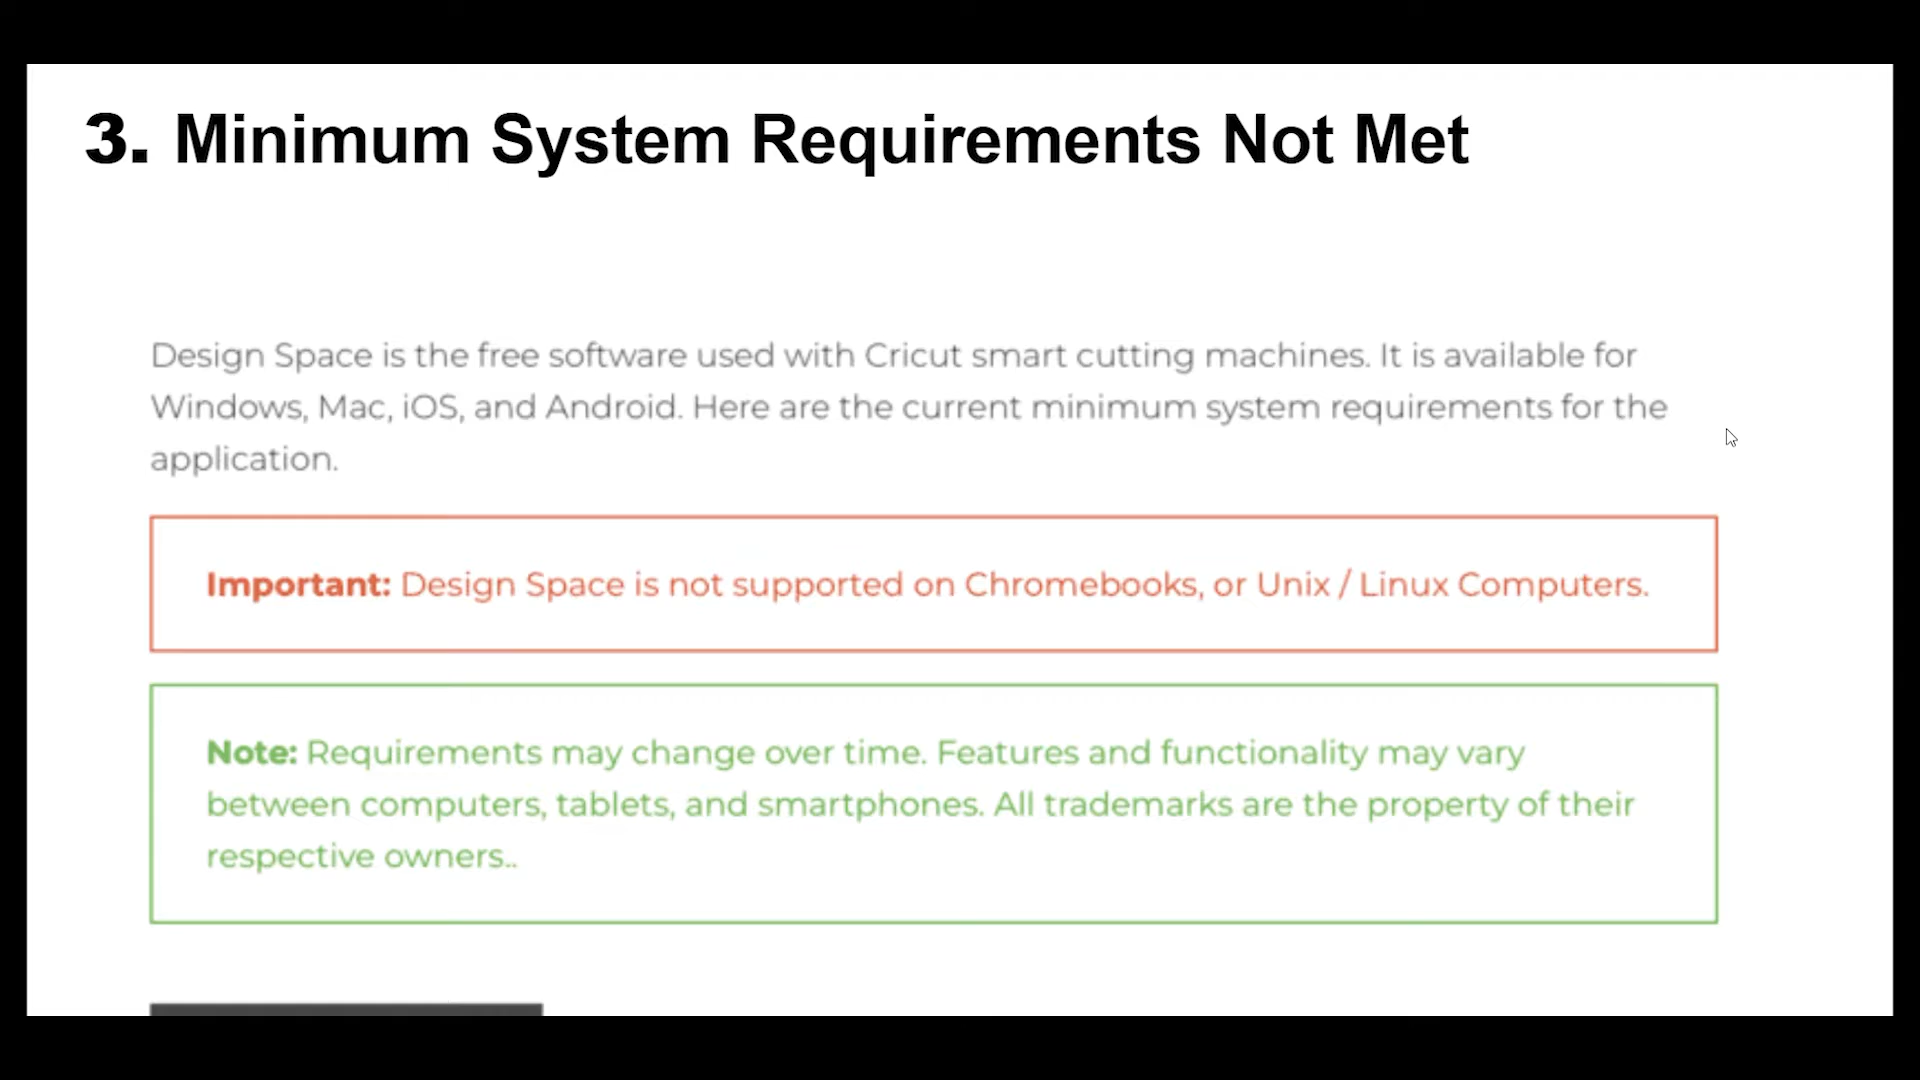 3. Minimum System Requirements Not Met
Design Space is the free software used with Cricut smart cutting machines. It is available for
Windows, Mac, iOS, and Android. Here are the current minimum system requirements for the
application.
Important: Design Space is not supported on Chromebooks, or Unix / Linux Computers.
Note: Requirements may change over time. Features and functionality may vary
between computers, tablets, and smartphones. All trademarks are the property of their
respective owners..